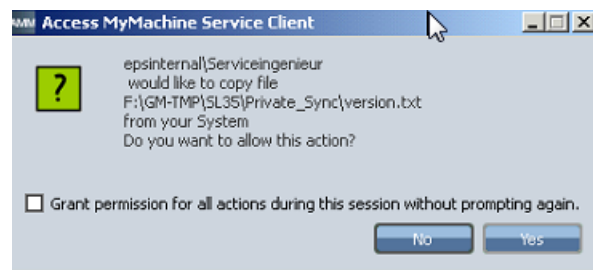 AMM Access MyMachine Service Client
epsinternal\Serviceingenieur
would like to copy file
F:\GM-TMP\SL35\Private_Sync\version.txt
from your System
Do you want to allow this action?
Grant permission for all actions during this session without prompting again.
No Yes